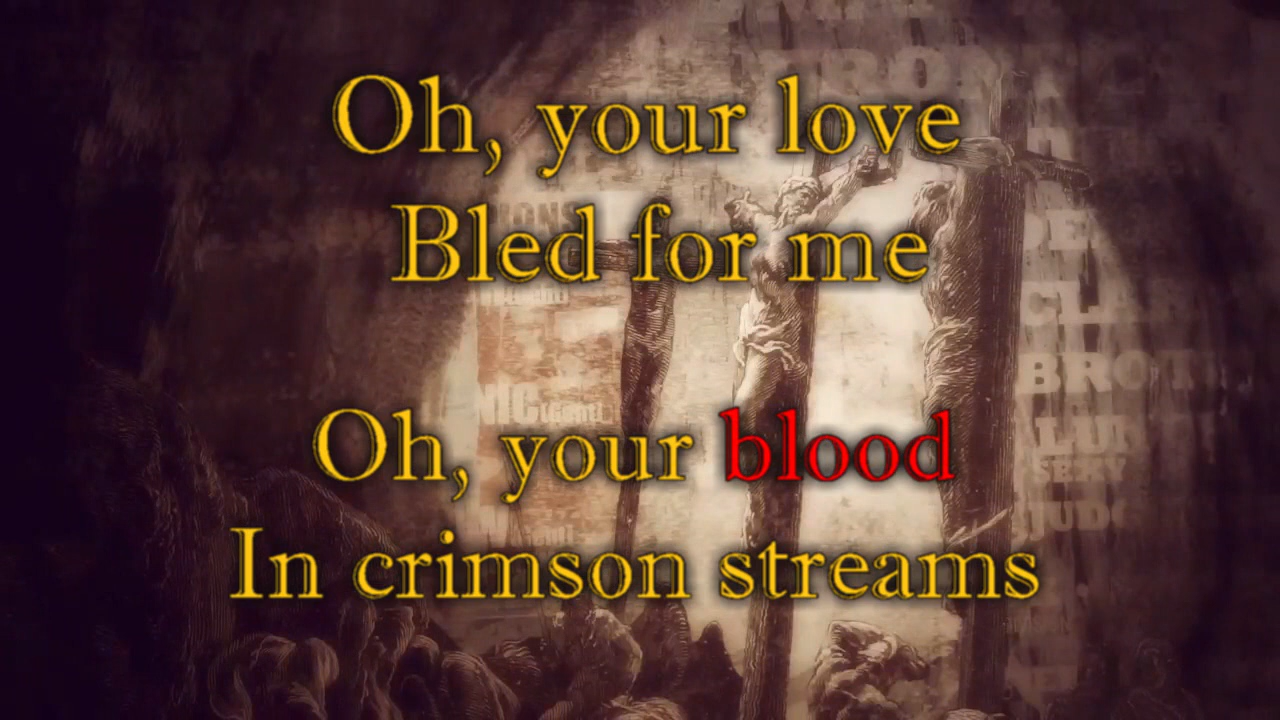 Oh, your love
Bled for me
Oh, your blood
In crimson streams